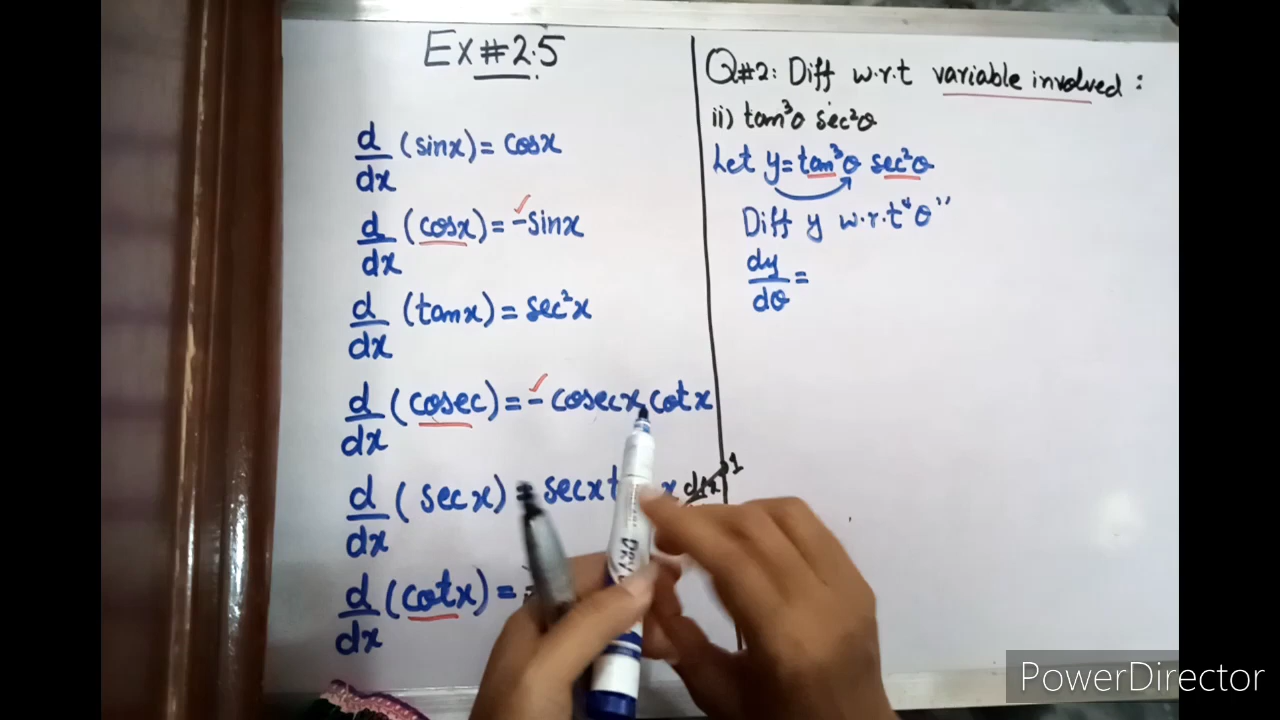 Ex#2.5
d/dx (sinx) = cosx
d/dx (cosx) = -sinx
d/dx (tanx) = sec²x
d/dx (cosec) = - cosecx cotx
d/dx (secx) = secx
d/dx (cotx) =
Q#2: Diff w.r.t variable involved :
ii) tan³θ sec²θ
Let y = tan³θ sec²θ
Diff y w.r.t "θ"
dy/dθ =
PowerDirector